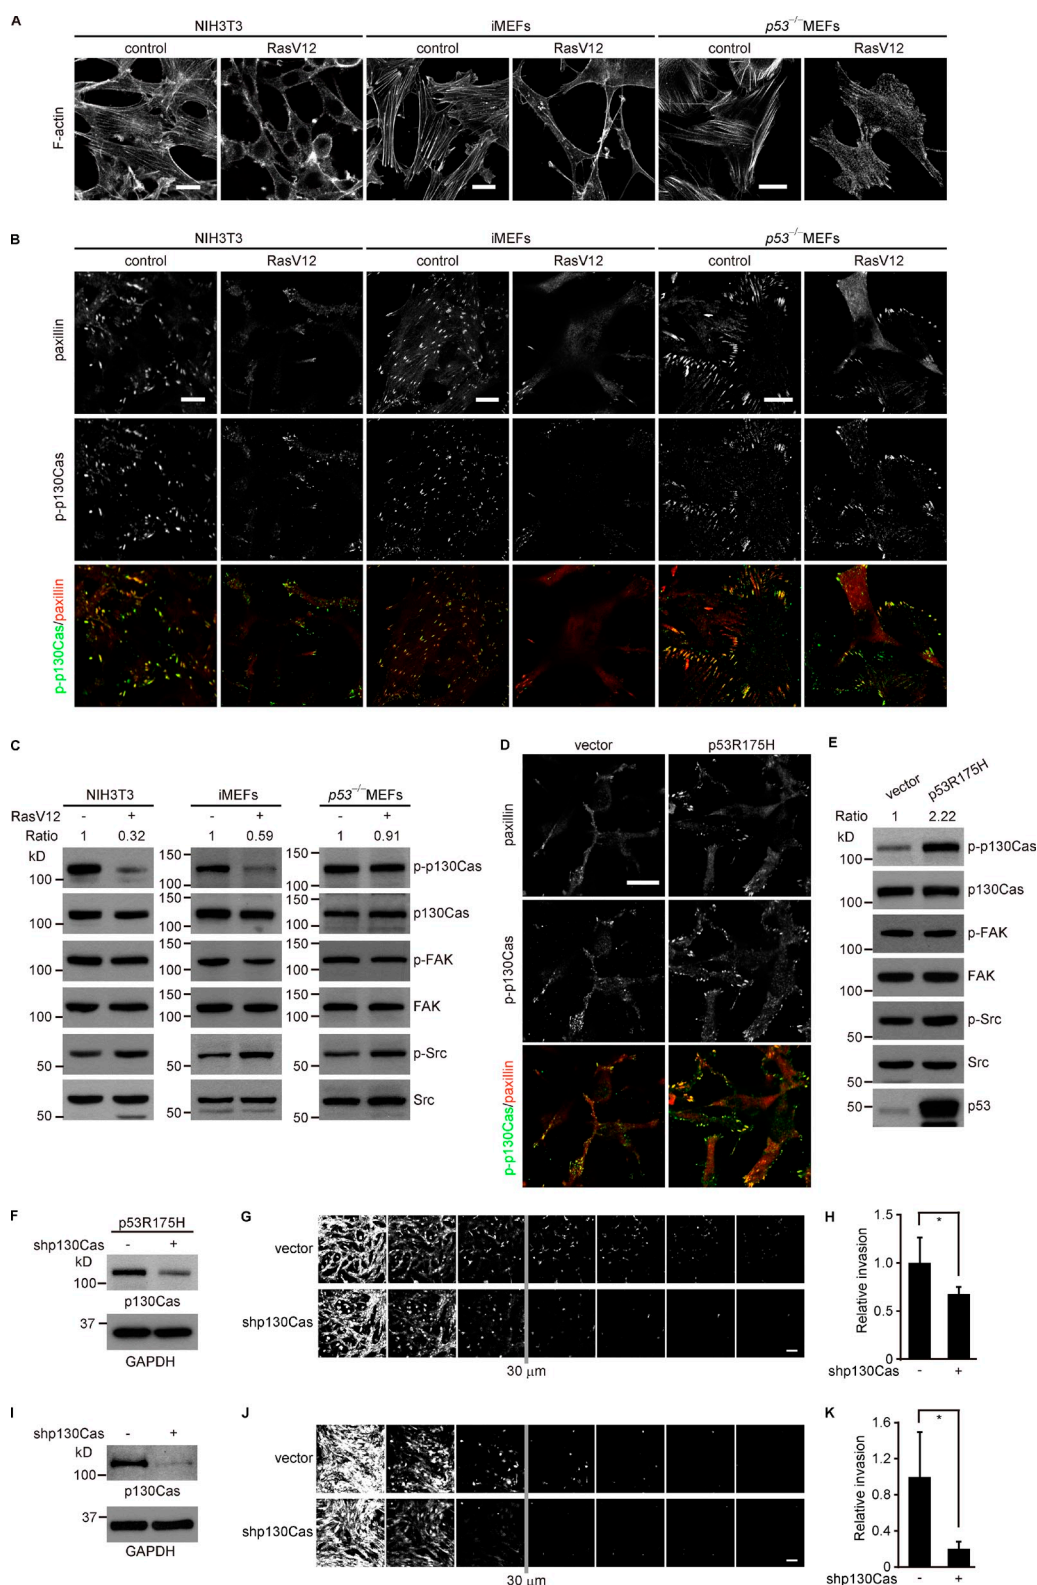 A
NIH3T3 iMEFs p53⁻/⁻MEFs
control RasV12 control RasV12 control RasV12
F-actin
B
NIH3T3 iMEFs p53⁻/⁻MEFs
control RasV12 control RasV12 control RasV12
paxillin
p-p130Cas
p-p130Cas/paxillin
C
NIH3T3 iMEFs p53⁻/⁻MEFs
RasV12 - + - + - +
Ratio 1 0.32 1 0.59 1 0.91
kD
100 150 100 150 100 p-p130Cas
100 150 100 150 100 p130Cas
100 150 100 150 100 p-FAK
100 150 100 150 100 FAK
50 50 50 p-Src
50 50 50 Src
D
vector p53R175H
paxillin
p-p130Cas
p-p130Cas/paxillin
E
vector p53R175H
Ratio 1 2.22
kD
150 p-p130Cas
100 p130Cas
100 p-FAK
100 FAK
50 p-Src
50 Src
50 p53
F
p53R175H
shp130Cas - +
kD
100
p130Cas
37
GAPDH
G
vector
shp130Cas
30 μm
H
Relative invasion
1.5
1.0
0.5
0
shp130Cas - +
*
I
shp130Cas - +
kD
100
p130Cas
37
GAPDH
J
vector
shp130Cas
30 μm
K
Relative invasion
1.6
1.2
0.8
0.4
0
shp130Cas - +
*